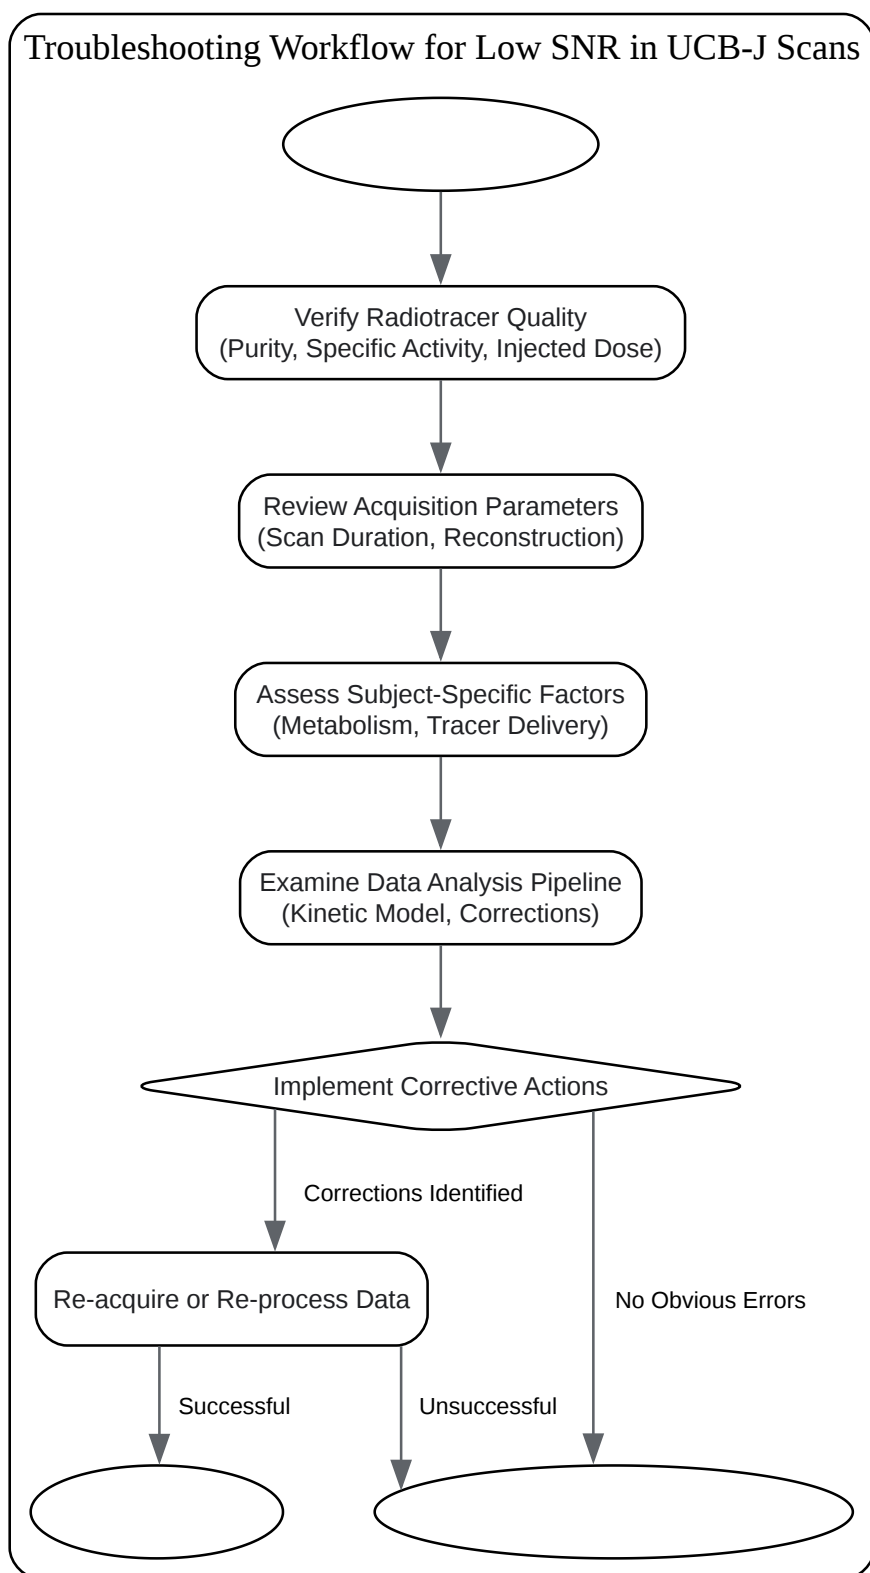 Troubleshooting Workflow for Low SNR in UCB-J Scans
Verify Radiotracer Quality
(Purity, Specific Activity, Injected Dose)
Review Acquisition Parameters
(Scan Duration, Reconstruction)
Assess Subject-Specific Factors
(Metabolism, Tracer Delivery)
Examine Data Analysis Pipeline
(Kinetic Model, Corrections)
Implement Corrective Actions
Corrections Identified
Re-acquire or Re-process Data
No Obvious Errors
Successful
Unsuccessful